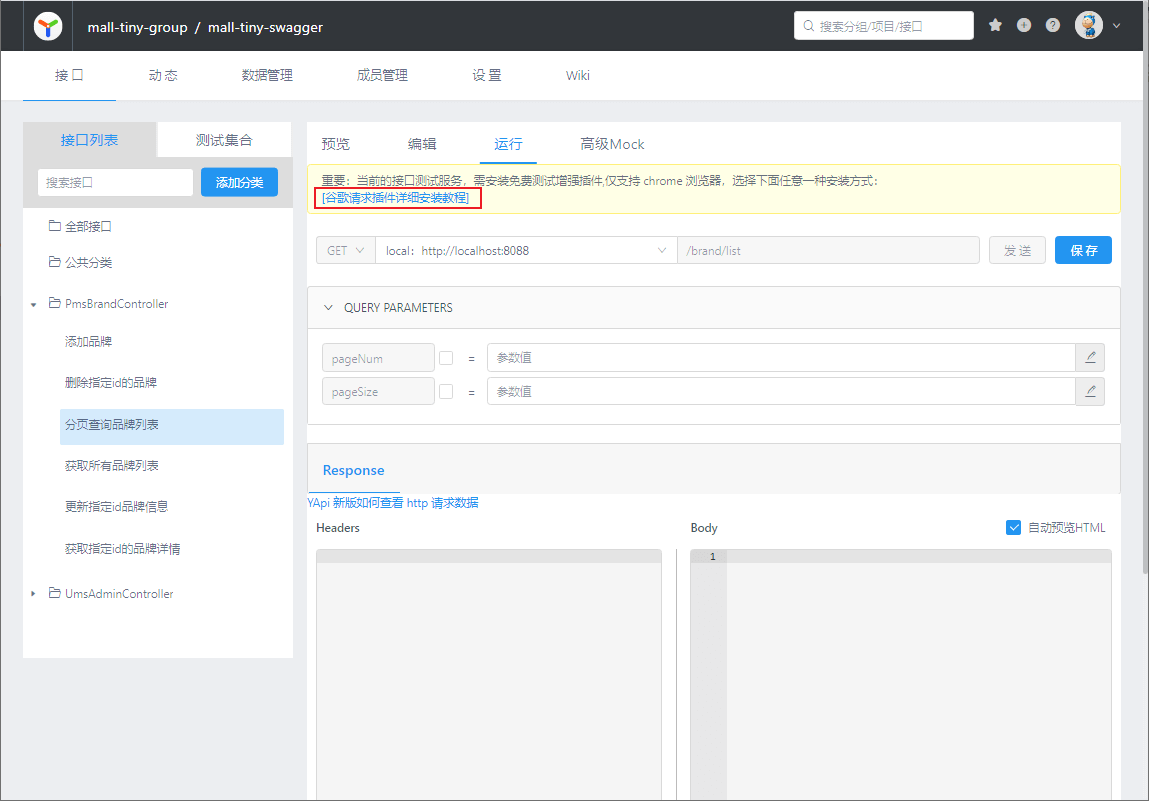 mall-tiny-group / mall-tiny-swagger
搜索分组/项目/接口
接口 动态 数据管理 成员管理 设置 Wiki
接口列表 测试集合
搜索接口 添加分类
全部接口
公共分类
PmsBrandController
添加品牌
删除指定id的品牌
分页查询品牌列表
获取所有品牌列表
更新指定id品牌信息
获取指定id的品牌详情
UmsAdminController
预览 编辑 运行 高级Mock
重要：当前的接口测试服务，需安装免费测试增强插件,仅支持 chrome 浏览器，选择下面任意一种安装方式：
[谷歌请求插件详细安装教程]
GET local：http://localhost:8088 /brand/list 发送 保存
QUERY PARAMETERS
pageNum = 参数值
pageSize = 参数值
Response
YApi 新版如何查看 http 请求数据
Headers Body 自动预览HTML
1